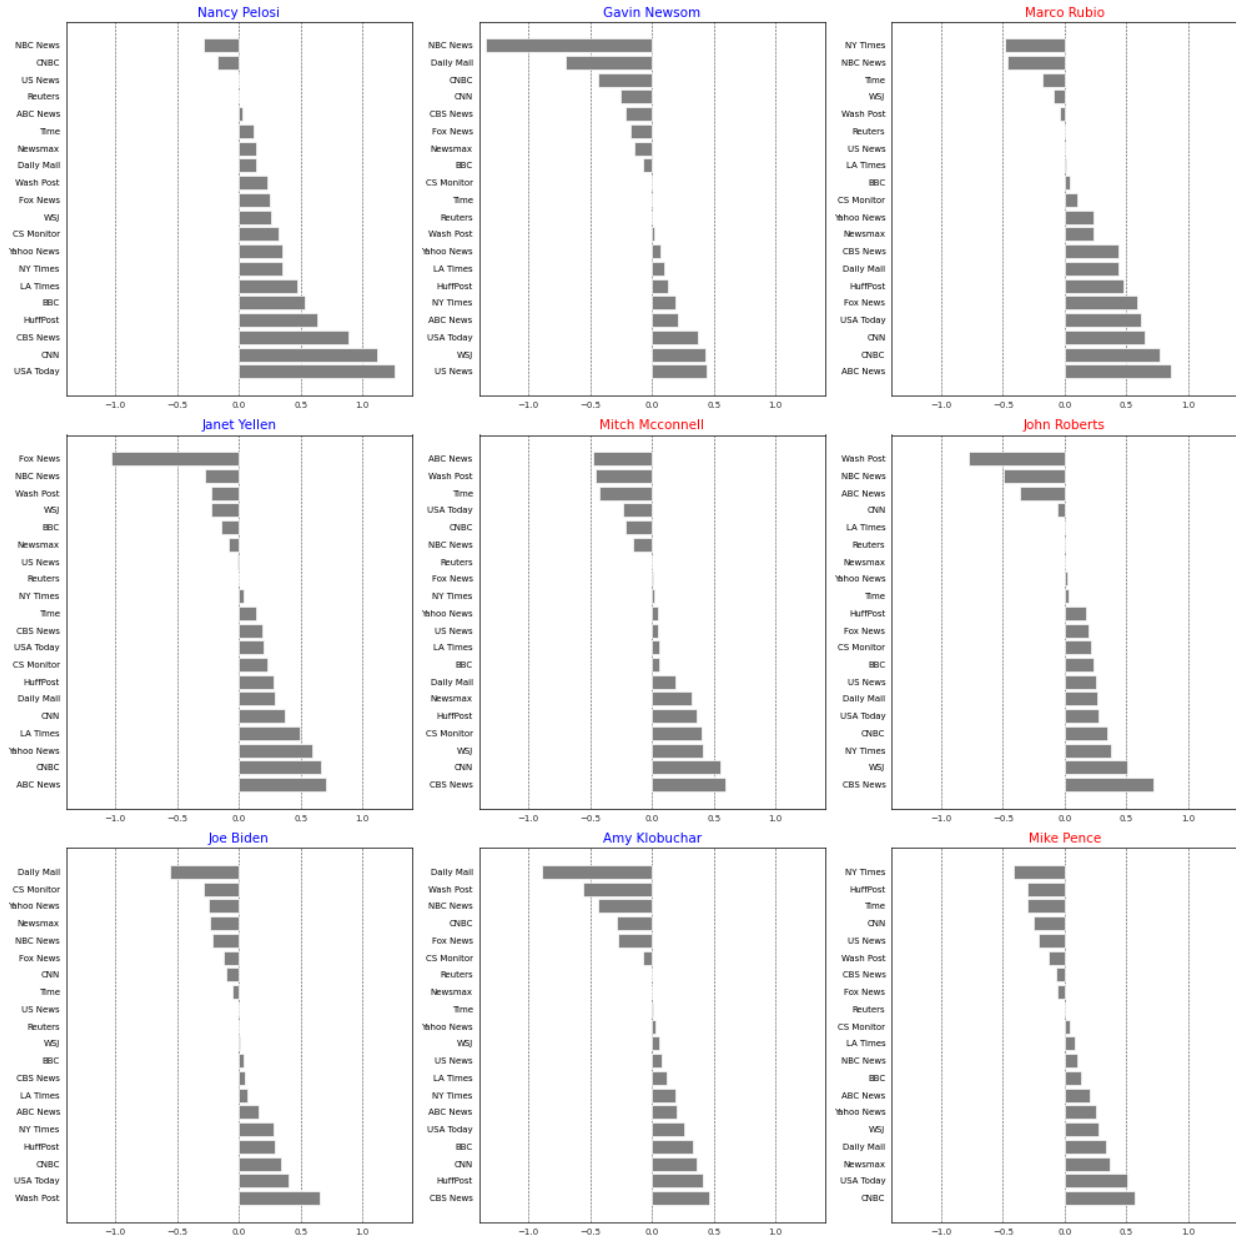 Nancy Pelosi
NBC News
CNBC
US News
Reuters
ABC News
Time
Newsmax
Daily Mail
Wash Post
Fox News
WSJ
CS Monitor
Yahoo News
NY Times
LA Times
BBC
HuffPost
CBS News
CNN
USA Today
−1.0 −0.5 0.0 0.5 1.0
Gavin Newsom
NBC News
Daily Mail
CNBC
CNN
CBS News
Fox News
Newsmax
BBC
CS Monitor
Time
Reuters
Wash Post
Yahoo News
LA Times
HuffPost
NY Times
ABC News
USA Today
WSJ
US News
−1.0 −0.5 0.0 0.5 1.0
Marco Rubio
NY Times
NBC News
Time
WSJ
Wash Post
Reuters
US News
LA Times
BBC
CS Monitor
Yahoo News
Newsmax
CBS News
Daily Mail
HuffPost
Fox News
USA Today
CNN
CNBC
ABC News
−1.0 −0.5 0.0 0.5 1.0
Janet Yellen
Fox News
NBC News
Wash Post
WSJ
BBC
Newsmax
US News
Reuters
NY Times
Time
CBS News
USA Today
CS Monitor
HuffPost
Daily Mail
CNN
LA Times
Yahoo News
CNBC
ABC News
−1.0 −0.5 0.0 0.5 1.0
Mitch Mcconnell
ABC News
Wash Post
Time
USA Today
CNBC
NBC News
Reuters
Fox News
NY Times
Yahoo News
US News
LA Times
BBC
Daily Mail
Newsmax
HuffPost
CS Monitor
WSJ
CNN
CBS News
−1.0 −0.5 0.0 0.5 1.0
John Roberts
Wash Post
NBC News
ABC News
CNN
LA Times
Reuters
Newsmax
Yahoo News
Time
HuffPost
Fox News
CS Monitor
BBC
US News
Daily Mail
USA Today
CNBC
NY Times
WSJ
CBS News
−1.0 −0.5 0.0 0.5 1.0
Joe Biden
Daily Mail
CS Monitor
Yahoo News
Newsmax
NBC News
Fox News
CNN
Time
US News
Reuters
WSJ
BBC
CBS News
LA Times
ABC News
NY Times
HuffPost
CNBC
USA Today
Wash Post
−1.0 −0.5 0.0 0.5 1.0
Amy Klobuchar
Daily Mail
Wash Post
NBC News
CNBC
Fox News
CS Monitor
Reuters
Newsmax
Time
Yahoo News
WSJ
US News
LA Times
NY Times
ABC News
USA Today
BBC
CNN
HuffPost
CBS News
−1.0 −0.5 0.0 0.5 1.0
Mike Pence
NY Times
HuffPost
Time
CNN
US News
Wash Post
CBS News
Fox News
Reuters
CS Monitor
LA Times
NBC News
BBC
ABC News
Yahoo News
WSJ
Daily Mail
Newsmax
USA Today
CNBC
−1.0 −0.5 0.0 0.5 1.0